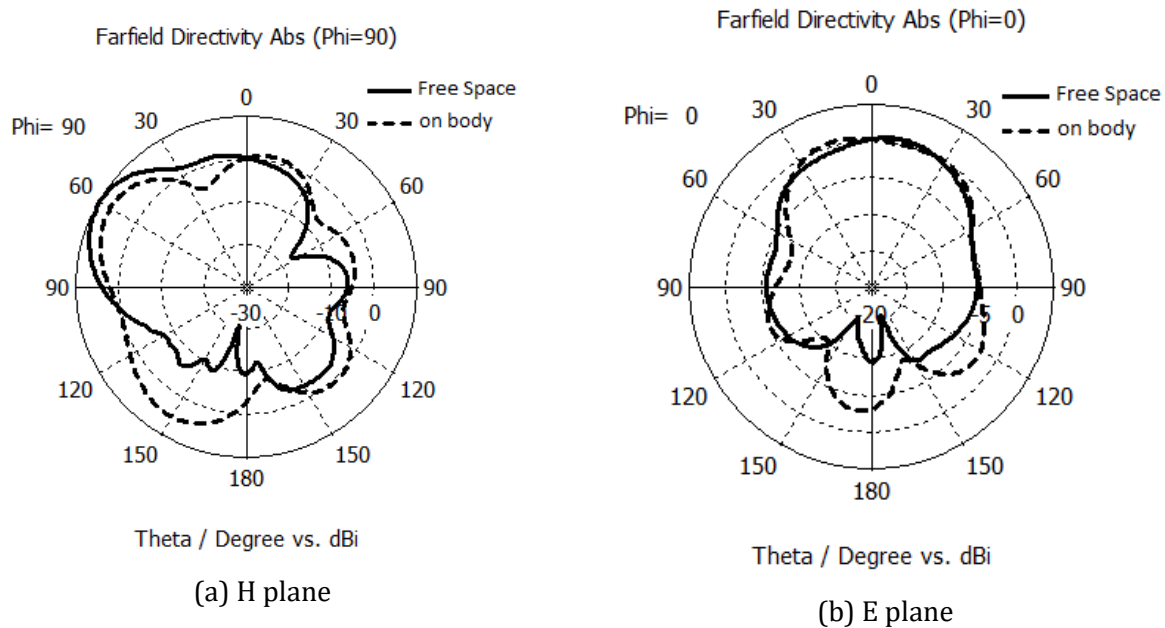 Farfield Directivity Abs (Phi=90)
Free Space
on body
Phi= 90
0
30
30
60
60
90
90
-30
-10
0
120
120
150
150
180
Theta / Degree vs. dBi
(a) H plane
Farfield Directivity Abs (Phi=0)
Free Space
on body
Phi= 0
0
30
30
60
60
90
90
-20
-5
0
120
120
150
150
180
Theta / Degree vs. dBi
(b) E plane